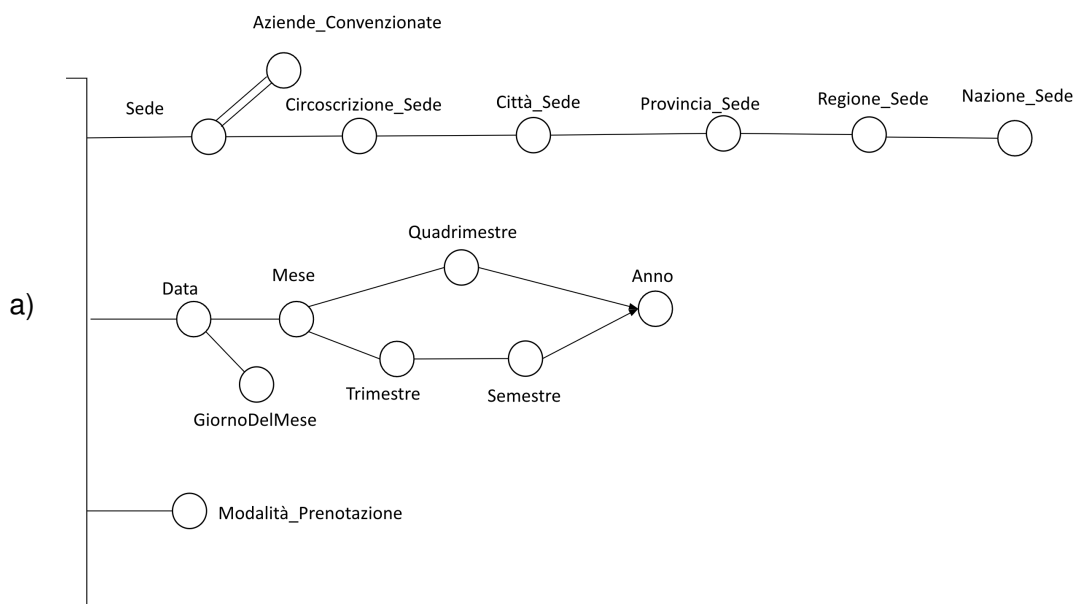 Aziende_Convenzionate
Sede
Circoscrizione_Sede
Città_Sede
Provincia_Sede
Regione_Sede
Nazione_Sede
Quadrimestre
Data
Mese
Anno
a)
Trimestre
Semestre
GiornoDelMese
Modalità_Prenotazione